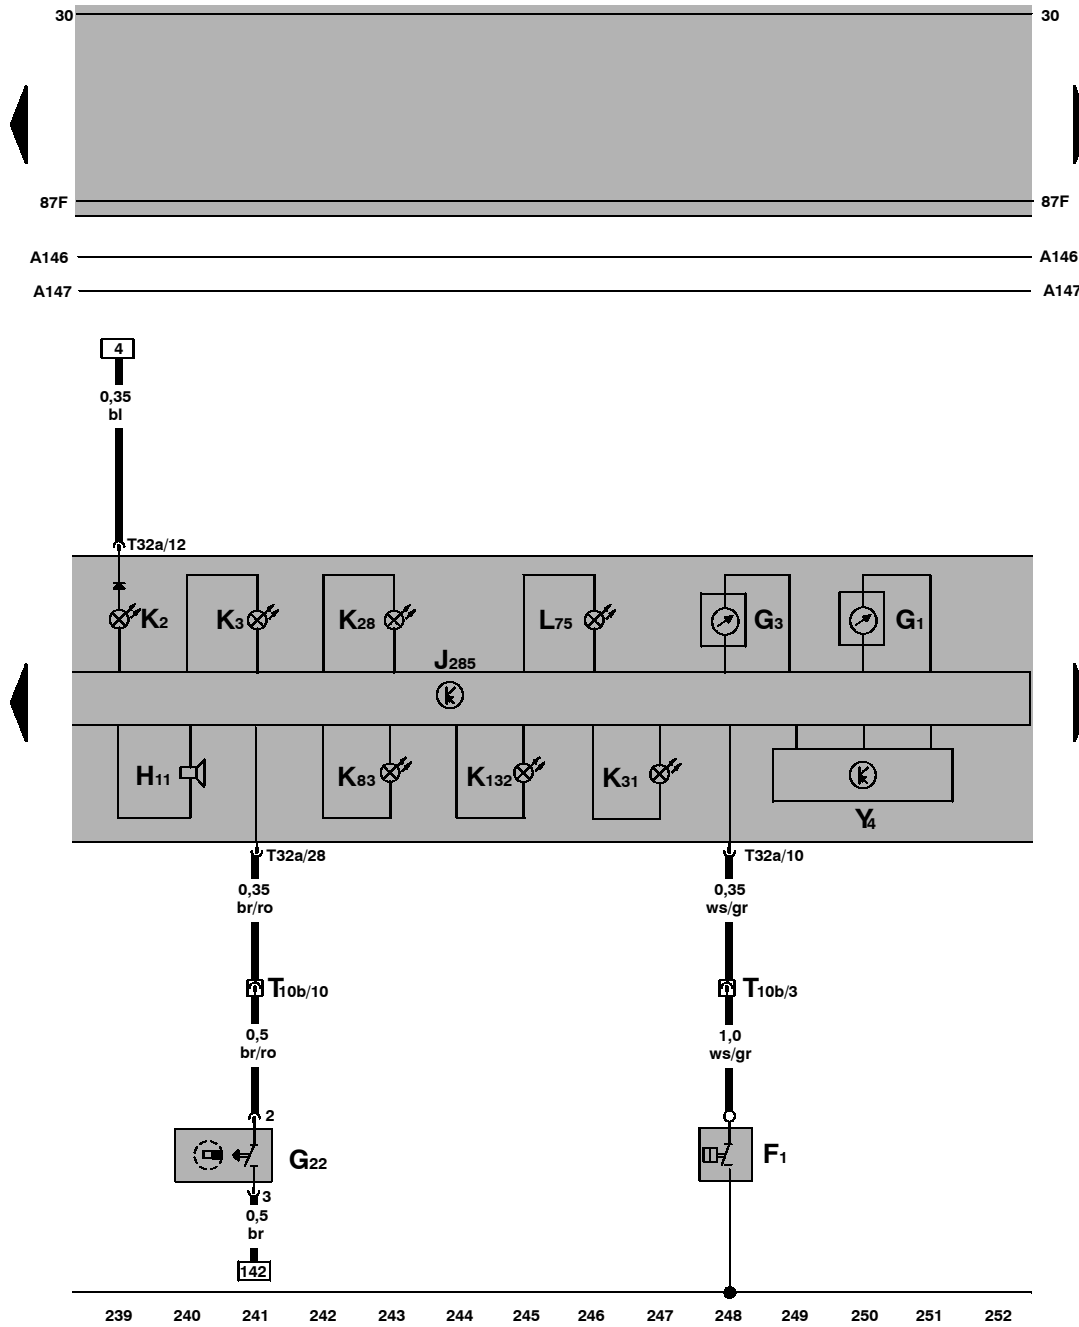 30 30
87F 87F
A146 A146
A147 A147
4
0,35
bl
T32a/12
K2 K3 K28 L75 G3 G1
J285
H11 K83 K132 K31
Y4
T32a/28 T32a/10
0,35 0,35
br/ro ws/gr
T10b/10 T10b/3
0,5 1,0
br/ro ws/gr
2
G22 F1
3
0,5
br
142
239 240 241 242 243 244 245 246 247 248 249 250 251 252